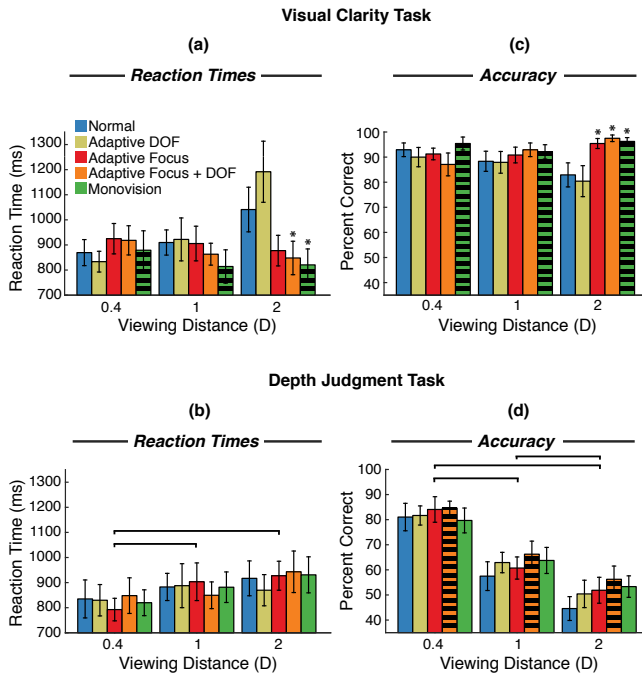 Visual Clarity Task
(a)
Reaction Times
Normal
Adaptive DOF
Adaptive Focus
Adaptive Focus + DOF
Monovision
Reaction Time (ms)
1300
1200
1100
1000
900
800
700
* *
0.4 1 2
Viewing Distance (D)
(c)
Accuracy
Percent Correct
100
90
80
70
60
50
40
* * *
0.4 1 2
Viewing Distance (D)
Depth Judgment Task
(b)
Reaction Times
Reaction Time (ms)
1300
1200
1100
1000
900
800
700
0.4 1 2
Viewing Distance (D)
(d)
Accuracy
Percent Correct
100
90
80
70
60
50
40
0.4 1 2
Viewing Distance (D)